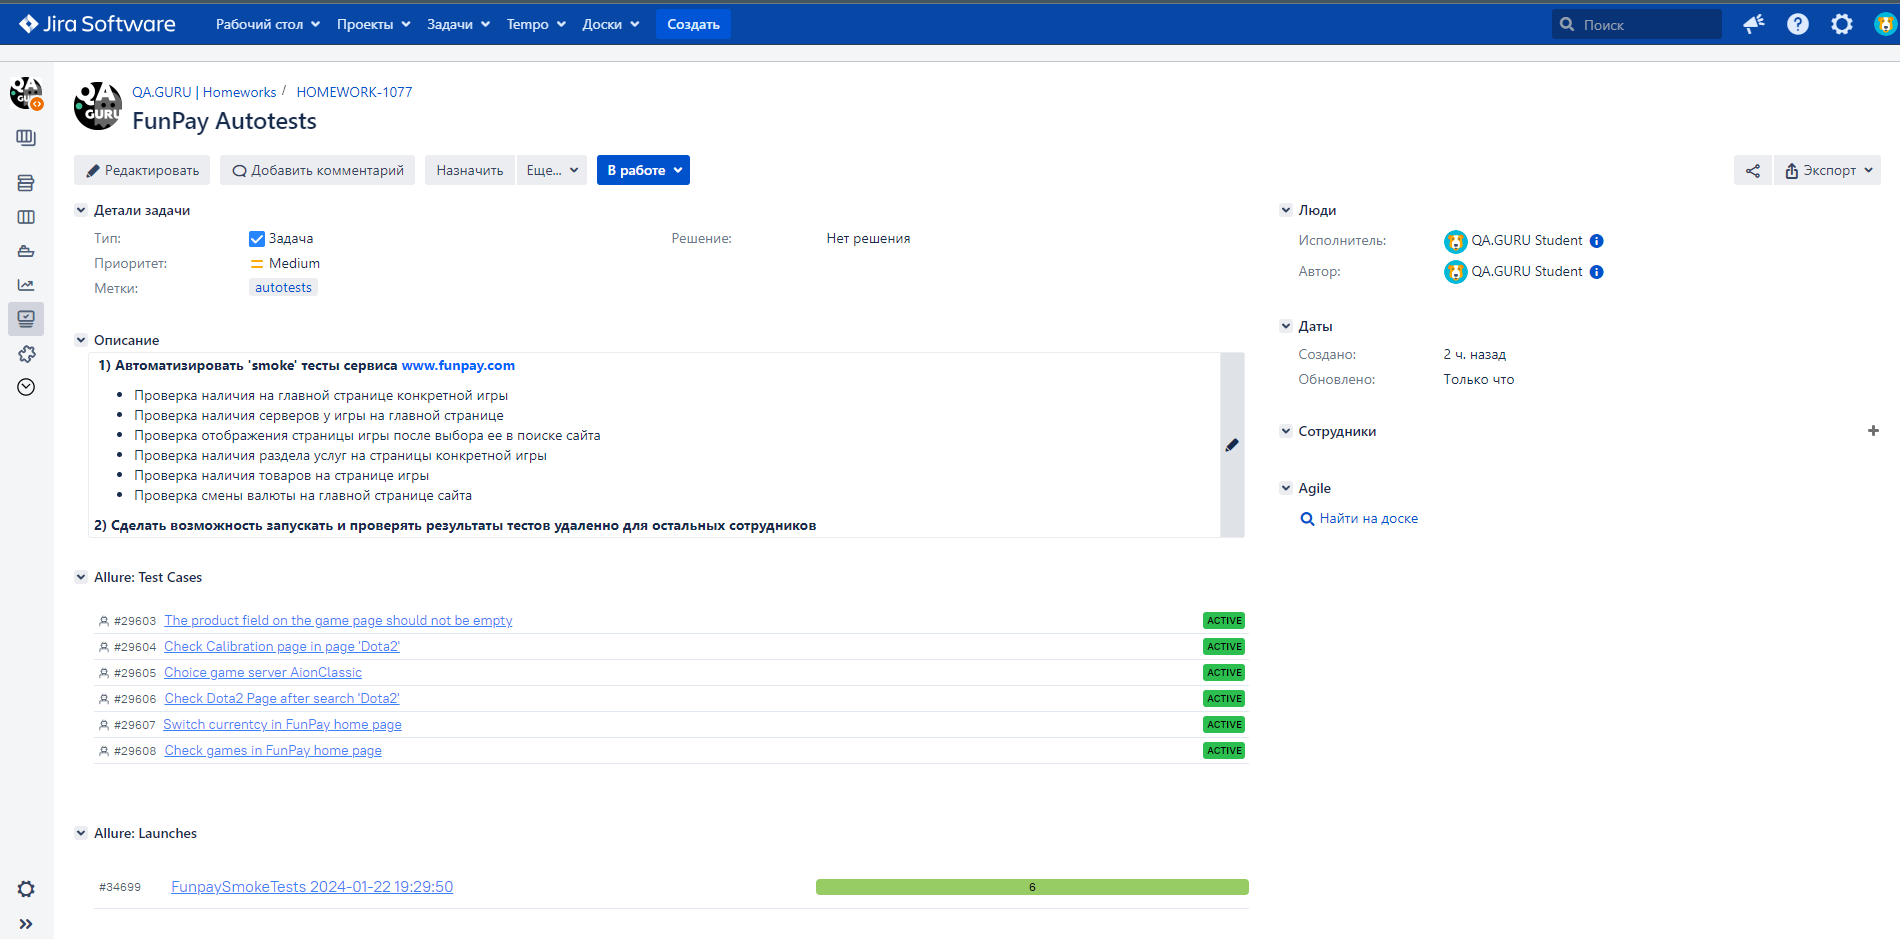 Jira Software Рабочий стол Проекты Задачи Tempo Доски Создать Поиск
QA.GURU | Homeworks / HOMEWORK-1077
FunPay Autotests
Редактировать Добавить комментарий Назначить Еще... В работе Экспорт
Детали задачи
Тип: Задача Решение: Нет решения
Приоритет: Medium
Метки: autotests
Описание
1) Автоматизировать 'smoke' тесты сервиса www.funpay.com
Проверка наличия на главной странице конкретной игры
Проверка наличия серверов у игры на главной странице
Проверка отображения страницы игры после выбора ее в поиске сайта
Проверка наличия раздела услуг на страницы конкретной игры
Проверка наличия товаров на странице игры
Проверка смены валюты на главной странице сайта
2) Сделать возможность запускать и проверять результаты тестов удаленно для остальных сотрудников
Allure: Test Cases
#29603 The product field on the game page should not be empty ACTIVE
#29604 Check Calibration page in page 'Dota2' ACTIVE
#29605 Choice game server AionClassic ACTIVE
#29606 Check Dota2 Page after search 'Dota2' ACTIVE
#29607 Switch currentcy in FunPay home page ACTIVE
#29608 Check games in FunPay home page ACTIVE
Allure: Launches
#34699 FunpaySmokeTests 2024-01-22 19:29:50 6
Люди
Исполнитель: QA.GURU Student
Автор: QA.GURU Student
Даты
Создано: 2 ч. назад
Обновлено: Только что
Сотрудники
Agile
Найти на доске